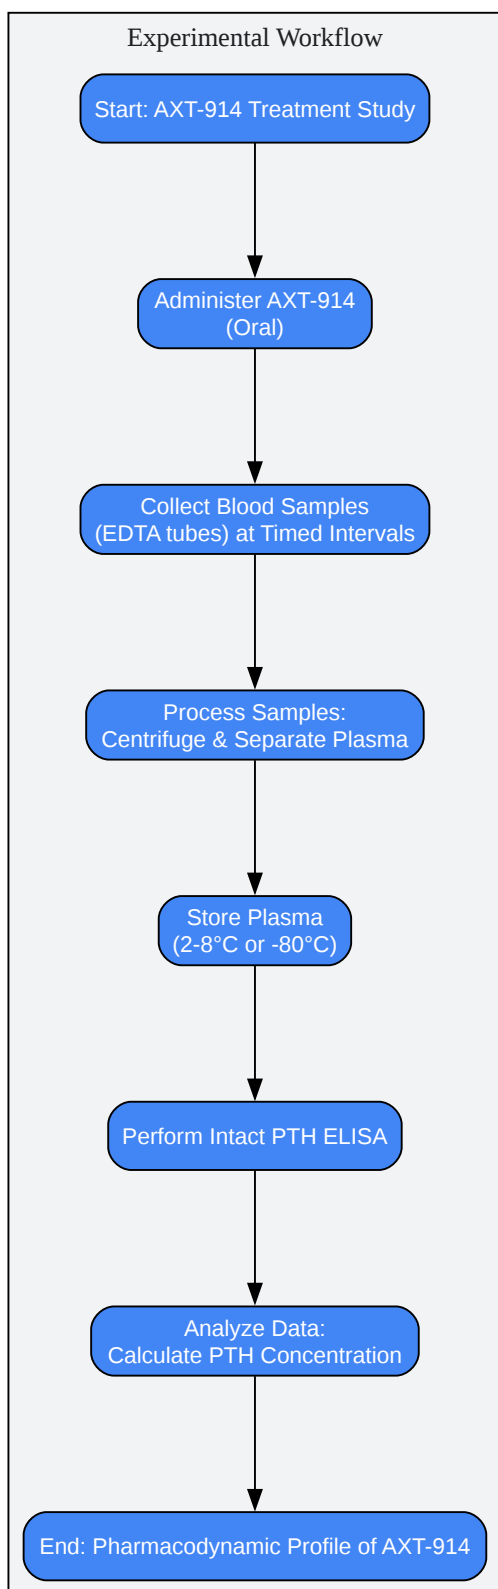 Experimental Workflow
Start: AXT-914 Treatment Study
Administer AXT-914
(Oral)
Collect Blood Samples
(EDTA tubes) at Timed Intervals
Process Samples:
Centrifuge & Separate Plasma
Store Plasma
(2-8°C or -80°C)
Perform Intact PTH ELISA
Analyze Data:
Calculate PTH Concentration
End: Pharmacodynamic Profile of AXT-914